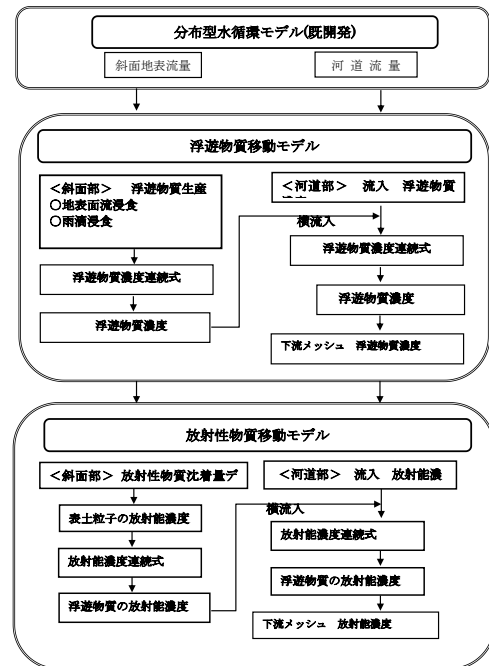 分布型水循環モデル(既開発)
斜面地表流量
河 道 流 量
浮遊物質移動モデル
＜斜面部＞ 浮遊物質生産
○地表面流浸食
○雨滴浸食
浮遊物質濃度連続式
浮遊物質濃度
＜河道部＞ 流入 浮遊物質
横流入
浮遊物質濃度連続式
浮遊物質濃度
下流メッシュ 浮遊物質濃度
放射性物質移動モデル
＜斜面部＞ 放射性物質沈着量デ
表土粒子の放射能濃度
放射能濃度連続式
浮遊物質の放射能濃度
＜河道部＞ 流入 放射能濃
横流入
放射能濃度連続式
浮遊物質の放射能濃度
下流メッシュ 放射能濃度